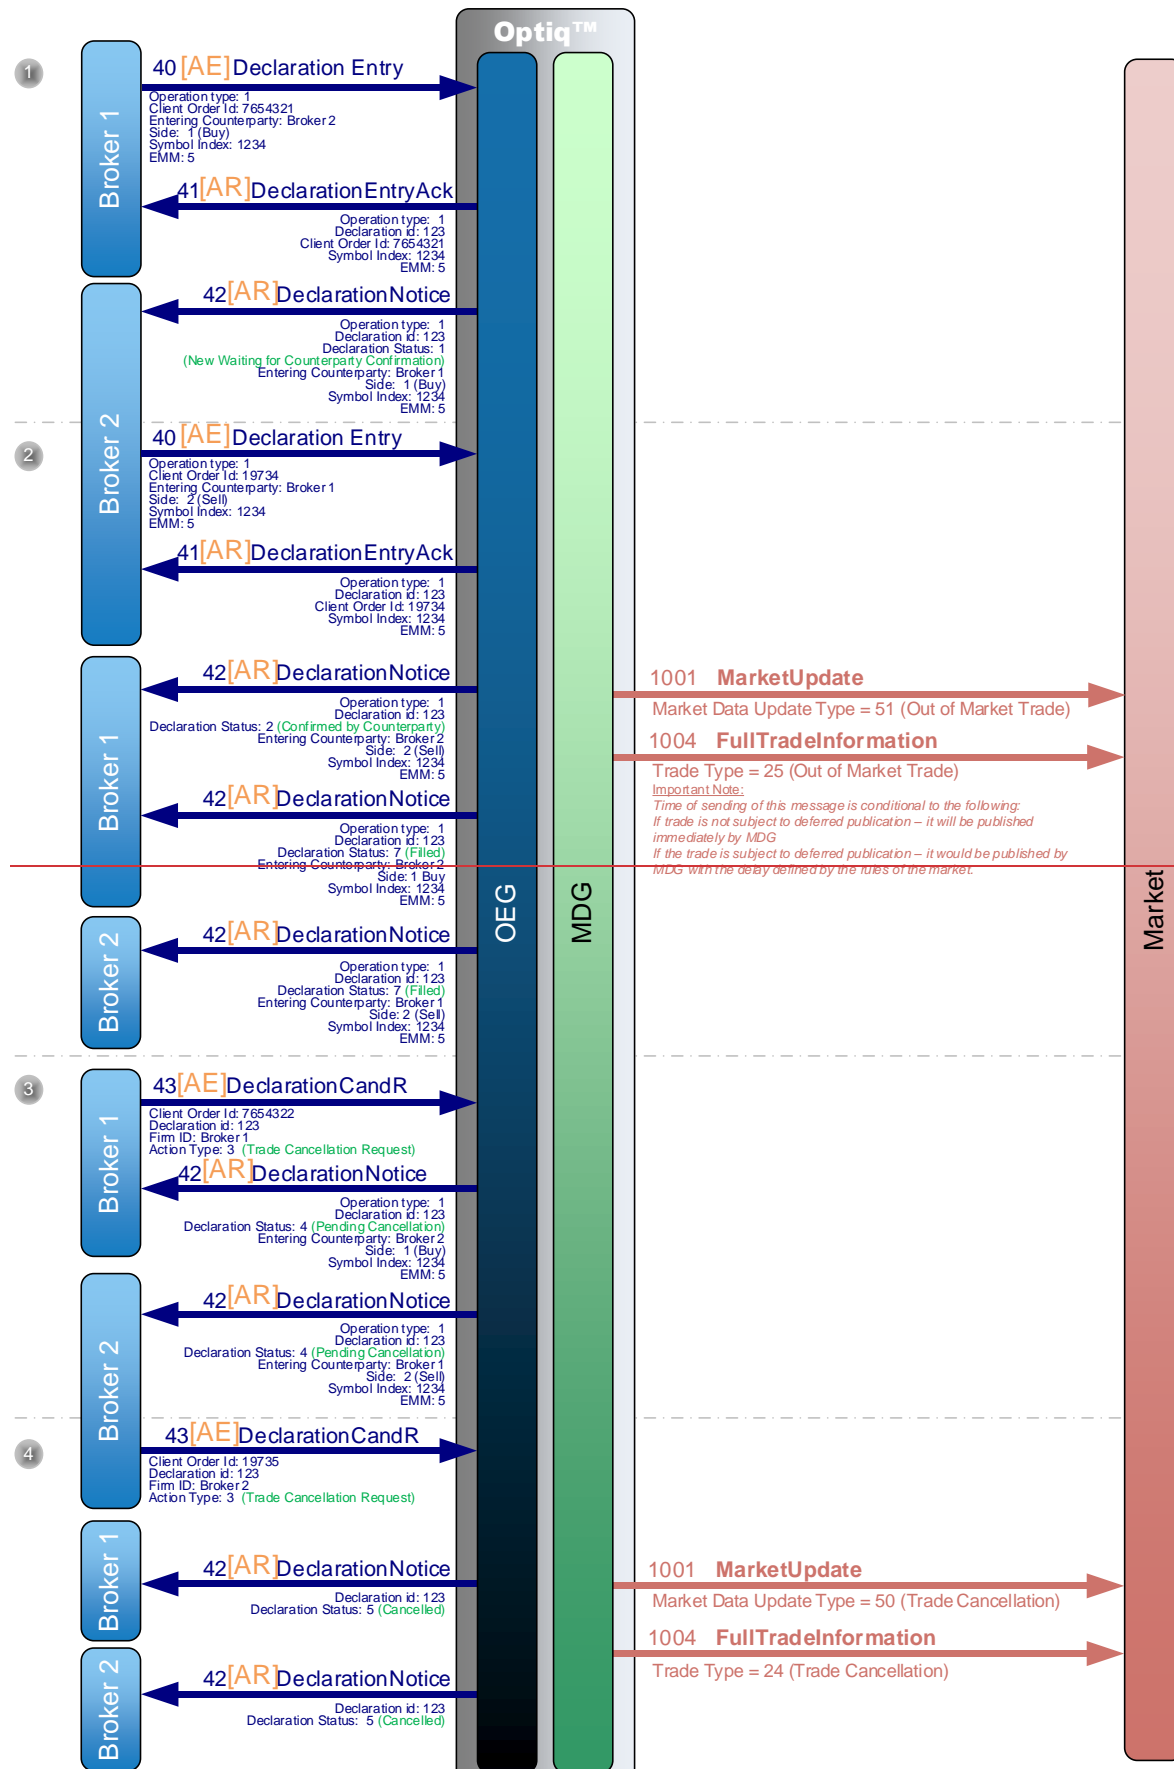 Optiq™
1
Broker 1
40 [AE] Declaration Entry
Operation type: 1
Client Order Id: 7654321
Entering Counterparty: Broker 2
Side: 1 (Buy)
Symbol Index: 1234
EMM: 5
41[AR]DeclarationEntryAck
Operation type: 1
Declaration id: 123
Client Order Id: 7654321
Symbol Index: 1234
EMM: 5
Broker 2
42[AR]DeclarationNotice
Operation type: 1
Declaration id: 123
Declaration Status: 1
(New Waiting for Counterparty Confirmation)
Entering Counterparty: Broker 1
Side: 1 (Buy)
Symbol Index: 1234
EMM: 5
2
40 [AE] Declaration Entry
Operation type: 1
Client Order Id: 19734
Entering Counterparty: Broker 1
Side: 2 (Sell)
Symbol Index: 1234
EMM: 5
41[AR]DeclarationEntryAck
Operation type: 1
Declaration id: 123
Client Order Id: 19734
Symbol Index: 1234
EMM: 5
Broker 1
42[AR]DeclarationNotice
Operation type: 1
Declaration id: 123
Declaration Status: 2 (Confirmed by Counterparty)
Entering Counterparty: Broker 2
Side: 2 (Sell)
Symbol Index: 1234
EMM: 5
1001 MarketUpdate
Market Data Update Type = 51 (Out of Market Trade)
1004 FullTradeInformation
Trade Type = 25 (Out of Market Trade)
Important Note:
Time of sending of this message is conditional to the following:
If trade is not subject to deferred publication – it will be published
immediately by MDG
If the trade is subject to deferred publication – it would be published by
MDG with the delay defined by the rules of the market.
42[AR]DeclarationNotice
Operation type: 1
Declaration id: 123
Declaration Status: 7 (Filled)
Entering Counterparty: Broker 2
Side: 1 Buy
Symbol Index: 1234
EMM: 5
OEG
MDG
Market
Broker 2
42[AR]DeclarationNotice
Operation type: 1
Declaration id: 123
Declaration Status: 7 (Filled)
Entering Counterparty: Broker 1
Side: 2 (Sell)
Symbol Index: 1234
EMM: 5
3
Broker 1
43[AE]DeclarationCandR
Client Order Id: 7654322
Declaration id: 123
Firm ID: Broker 1
Action Type: 3 (Trade Cancellation Request)
42[AR]DeclarationNotice
Operation type: 1
Declaration id: 123
Declaration Status: 4 (Pending Cancellation)
Entering Counterparty: Broker 2
Side: 1 (Buy)
Symbol Index: 1234
EMM: 5
Broker 2
42[AR]DeclarationNotice
Operation type: 1
Declaration id: 123
Declaration Status: 4 (Pending Cancellation)
Entering Counterparty: Broker 1
Side: 2 (Sell)
Symbol Index: 1234
EMM: 5
4
43[AE]DeclarationCandR
Client Order Id: 19735
Declaration id: 123
Firm ID: Broker 2
Action Type: 3 (Trade Cancellation Request)
Broker 1
42[AR]DeclarationNotice
Declaration id: 123
Declaration Status: 5 (Cancelled)
1001 MarketUpdate
Market Data Update Type = 50 (Trade Cancellation)
1004 FullTradeInformation
Trade Type = 24 (Trade Cancellation)
Broker 2
42[AR]DeclarationNotice
Declaration id: 123
Declaration Status: 5 (Cancelled)